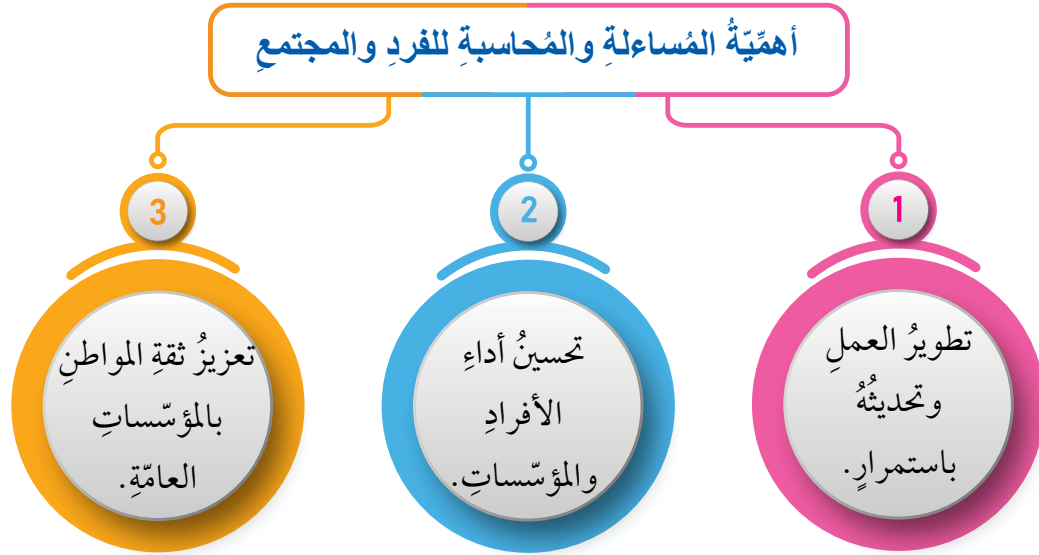 أهمِّيّةُ المُساءلةِ والمُحاسبةِ للفردِ والمجتمعِ
1
تطويرُ العملِ
وتحديثُهُ
باستمرارٍ.
2
تحسينُ أداءِ
الأفرادِ
والمؤسّساتِ.
3
تعزيزُ ثقةِ المواطنِ
بالمؤسّساتِ
العامّةِ.